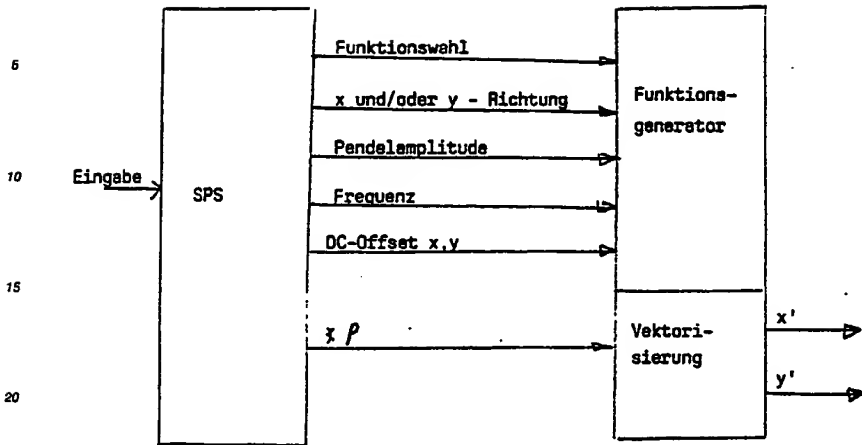 Funktionswahl
5
x und/oder y - Richtung
Funktions-
generator
Pendelamplitude
10
Eingabe
SPS
Frequenz
DC-Offset x,y
15
x'
Vektori-
sierung
y'
20